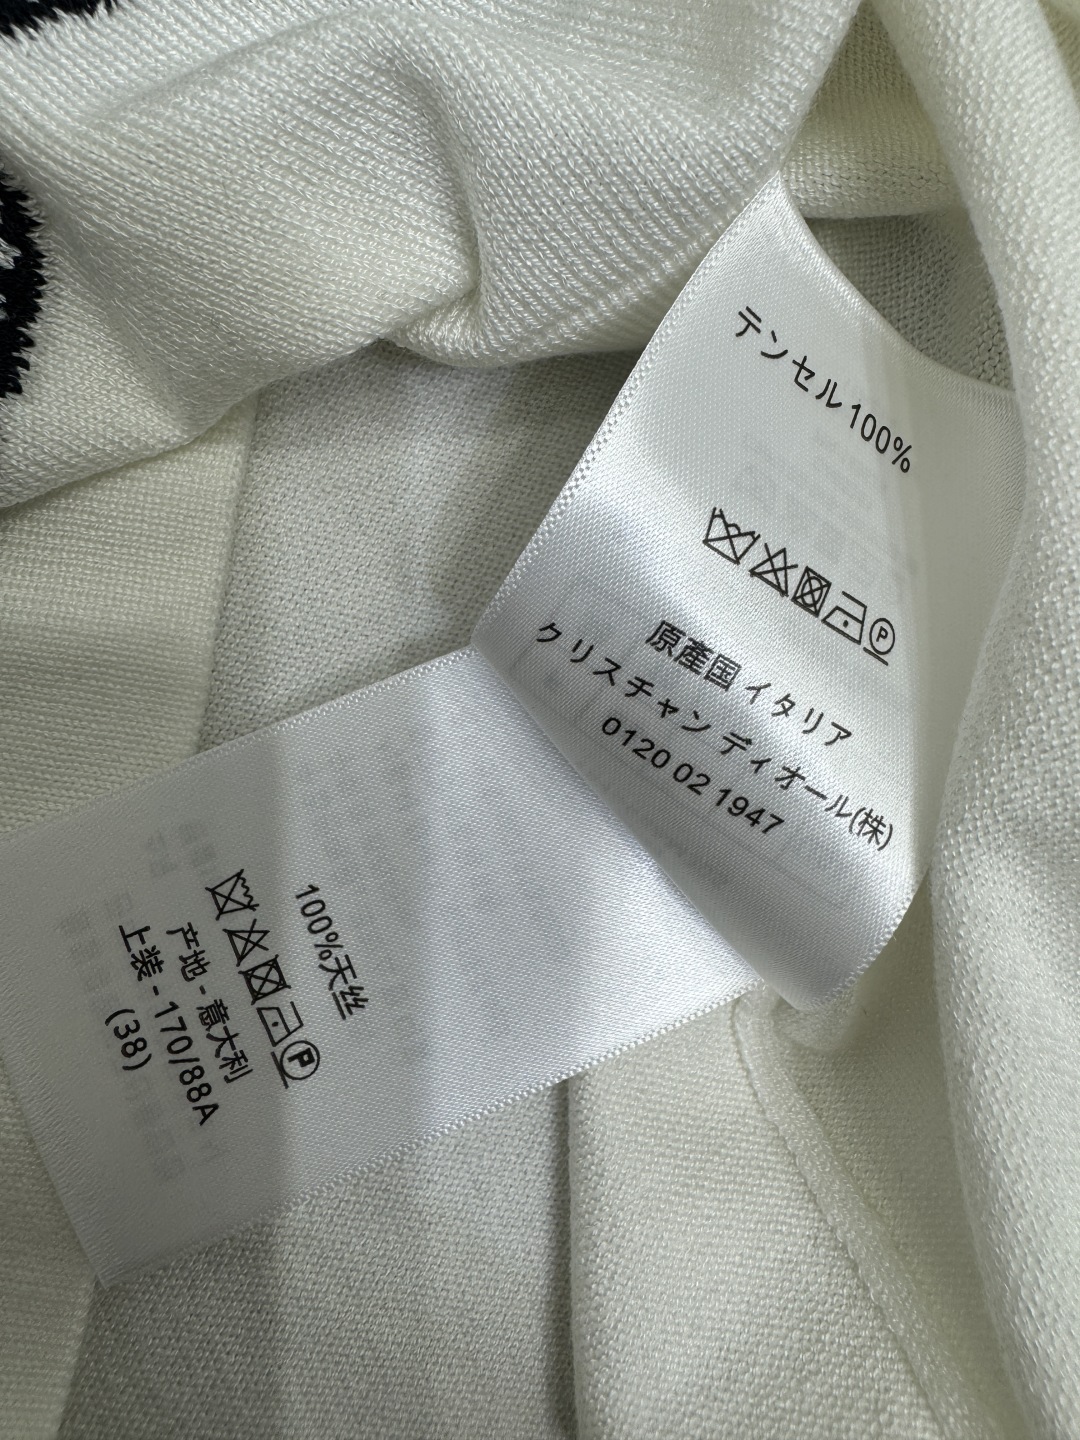 テンセル100%
P
原産国 イタリア
クリスチャン ディオール(株)
0120 02 1947
100%天丝
P
产地 - 意大利
上装 - 170/88A
(38)